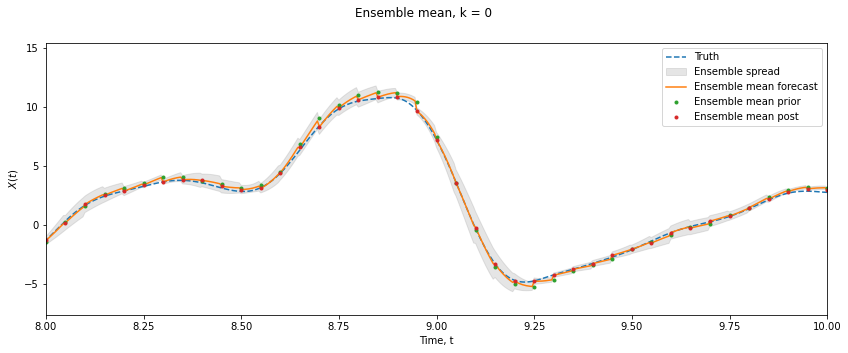 Ensemble mean, k = 0
15
10
5
0
−5
X(t)
Truth
Ensemble spread
Ensemble mean forecast
Ensemble mean prior
Ensemble mean post
8.00 8.25 8.50 8.75 9.00 9.25 9.50 9.75 10.00
Time, t